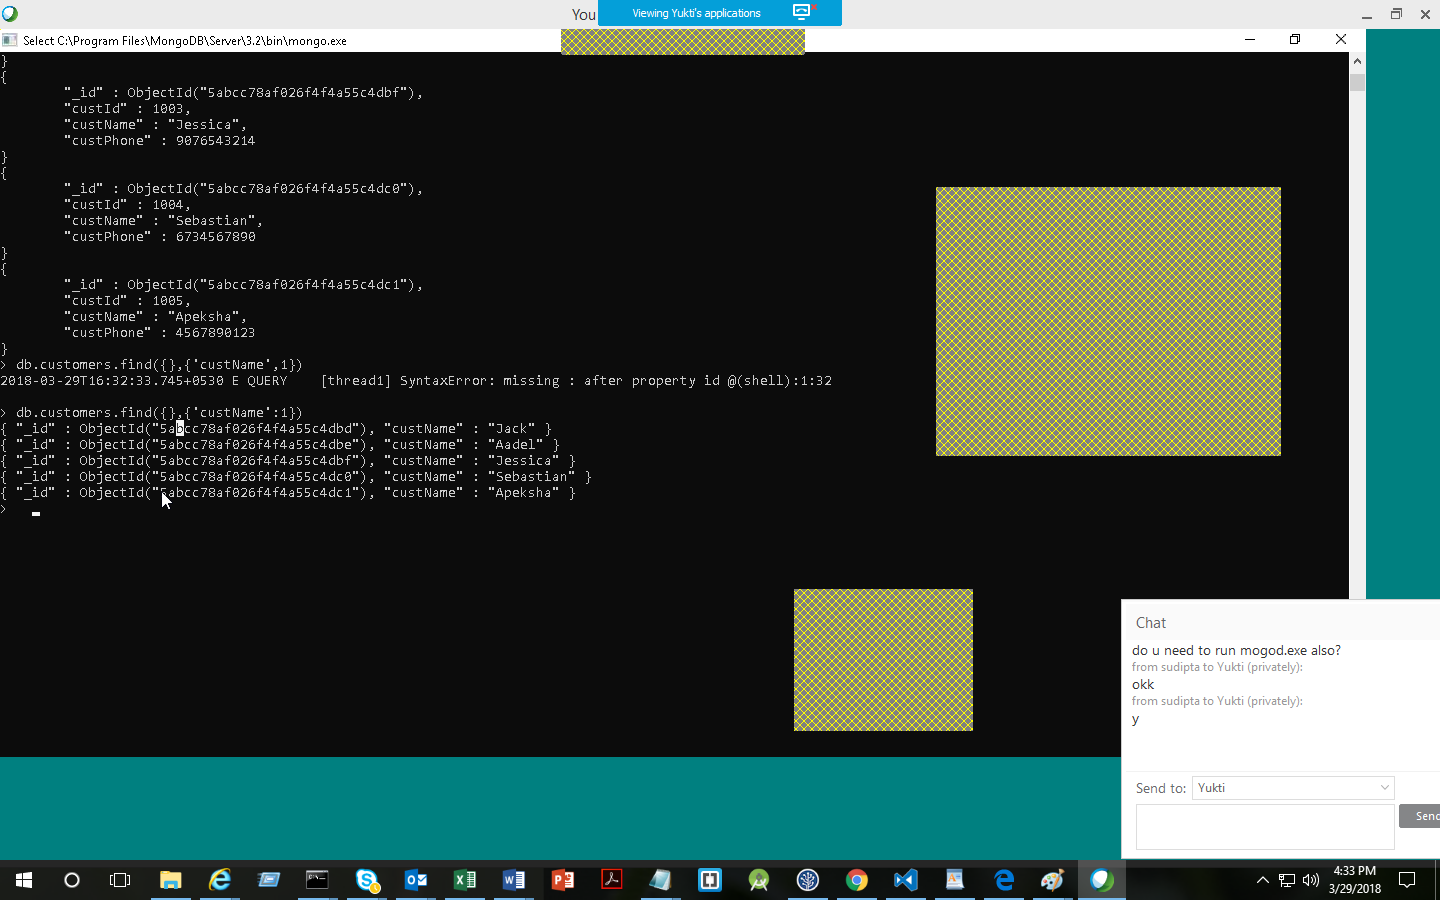 You
Viewing Yukti's applications
Select C:\Program Files\MongoDB\Server\3.2\bin\mongo.exe
}
{
"_id" : ObjectId("5abcc78af026f4f4a55c4dbf"),
"custId" : 1003,
"custName" : "Jessica",
"custPhone" : 9076543214
}
{
"_id" : ObjectId("5abcc78af026f4f4a55c4dc0"),
"custId" : 1004,
"custName" : "Sebastian",
"custPhone" : 6734567890
}
{
"_id" : ObjectId("5abcc78af026f4f4a55c4dc1"),
"custId" : 1005,
"custName" : "Apeksha",
"custPhone" : 4567890123
}
> db.customers.find({},{'custName',1})
2018-03-29T16:32:33.745+0530 E QUERY    [thread1] SyntaxError: missing : after property id @(shell):1:32
> db.customers.find({},{'custName':1})
{ "_id" : ObjectId("5abcc78af026f4f4a55c4dbd"), "custName" : "Jack" }
{ "_id" : ObjectId("5abcc78af026f4f4a55c4dbe"), "custName" : "Aadel" }
{ "_id" : ObjectId("5abcc78af026f4f4a55c4dbf"), "custName" : "Jessica" }
{ "_id" : ObjectId("5abcc78af026f4f4a55c4dc0"), "custName" : "Sebastian" }
{ "_id" : ObjectId("5abcc78af026f4f4a55c4dc1"), "custName" : "Apeksha" }
>
Chat
do u need to run mogod.exe also?
from sudipta to Yukti (privately):
okk
from sudipta to Yukti (privately):
y
Send to: Yukti
Send
4:33 PM
3/29/2018